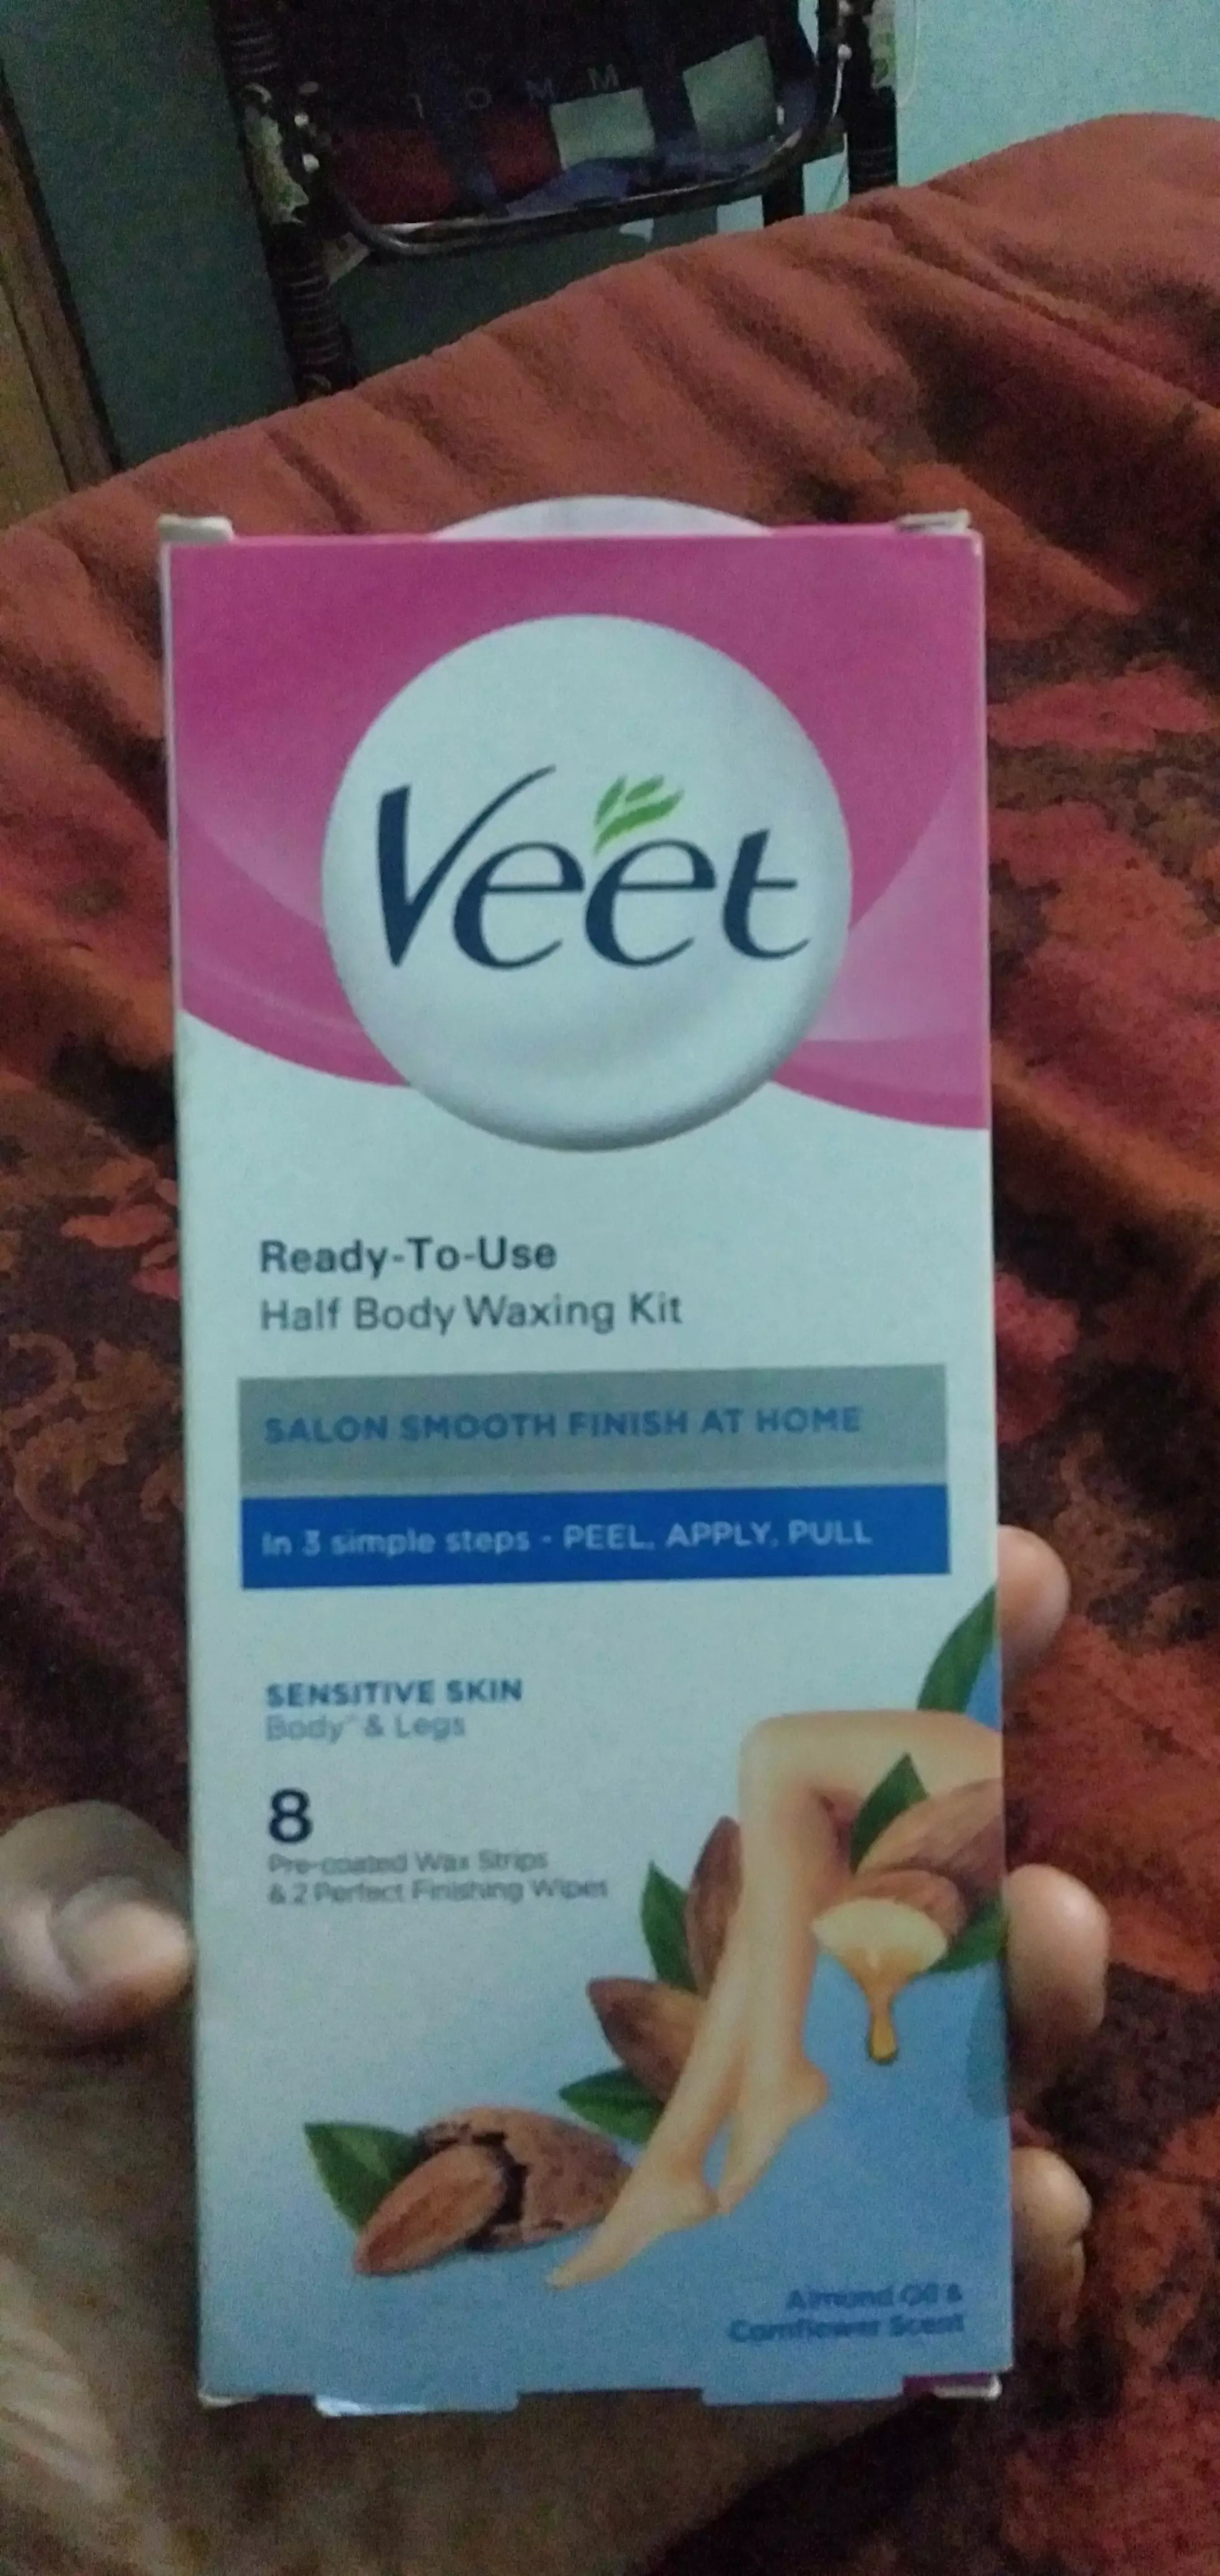 TOMM
Veet
Ready-To-Use
Half Body Waxing Kit
SALON SMOOTH FINISH AT HOME
In 3 simple steps - PEEL, APPLY, PULL
SENSITIVE SKIN
Body* & Legs
8
Pre-coated Wax Strips
& 2 Perfect Finishing Wipes
Almond Oil &
Cornflower Scent